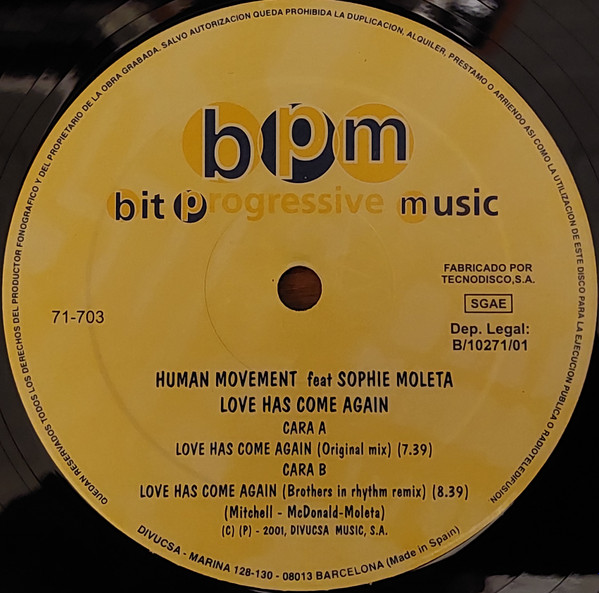 QUEDAN RESERVADOS TODOS LOS DERECHOS DEL PRODUCTOR FONOGRAFICO Y DEL PROPIETARIO DE LA OBRA GRABADA. SALVO AUTORIZACION QUEDA PROHIBIDA LA DUPLICACION, ALQUILER, PRESTAMO O ARRIENDO ASI COMO LA UTILIZACION DE ESTE DISCO PARA LA EJECUCION PUBLICA O RADIOTELEDIFUSION.
bpm
bit progressive music
FABRICADO POR
TECNODISCO,S.A.
SGAE
71-703
Dep. Legal:
B/10271/01
HUMAN MOVEMENT feat SOPHIE MOLETA
LOVE HAS COME AGAIN
CARA A
LOVE HAS COME AGAIN (Original mix) (7.39)
CARA B
LOVE HAS COME AGAIN (Brothers in rhythm remix) (8.39)
(Mitchell - McDonald-Moleta)
(C) (P) - 2001, DIVUCSA MUSIC, S.A.
DIVUCSA - MARINA 128-130 - 08013 BARCELONA (Made in Spain)